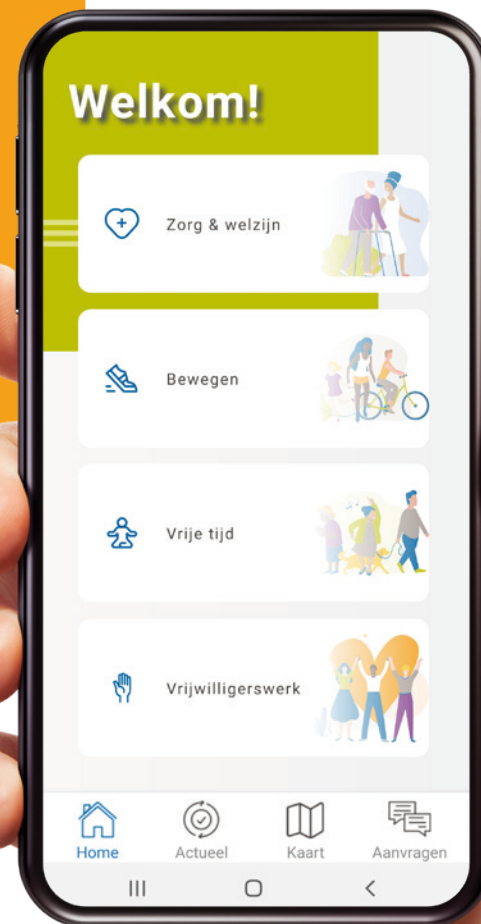 Welkom!
Zorg & welzijn
Bewegen
Vrije tijd
Vrijwilligerswerk
Home
Actueel
Kaart
Aanvragen